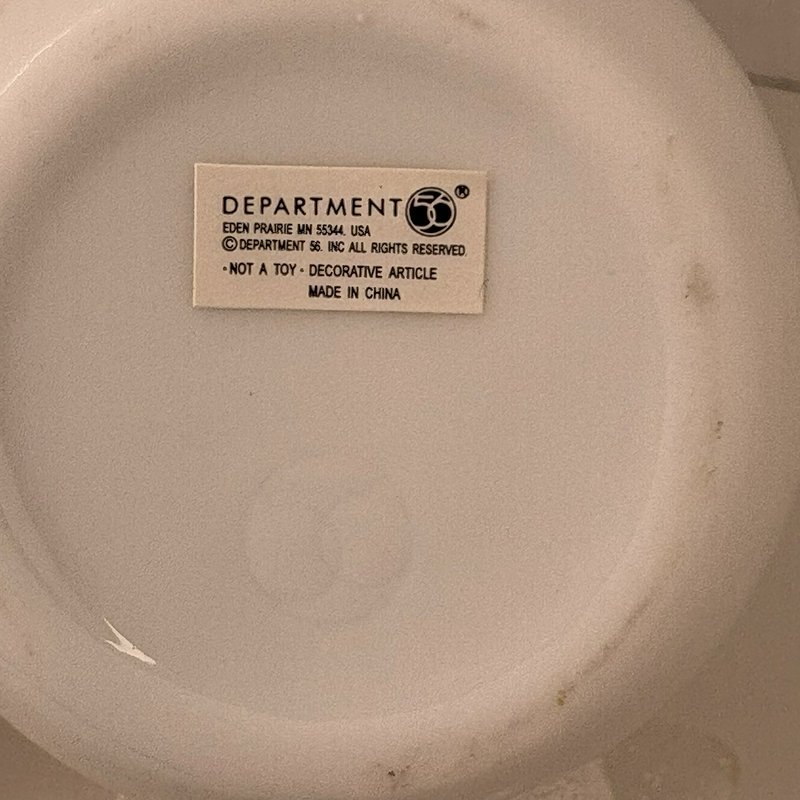 DEPARTMENT 56®
EDEN PRAIRIE MN 55344. USA
©DEPARTMENT 56. INC ALL RIGHTS RESERVED
•NOT A TOY• DECORATIVE ARTICLE
MADE IN CHINA